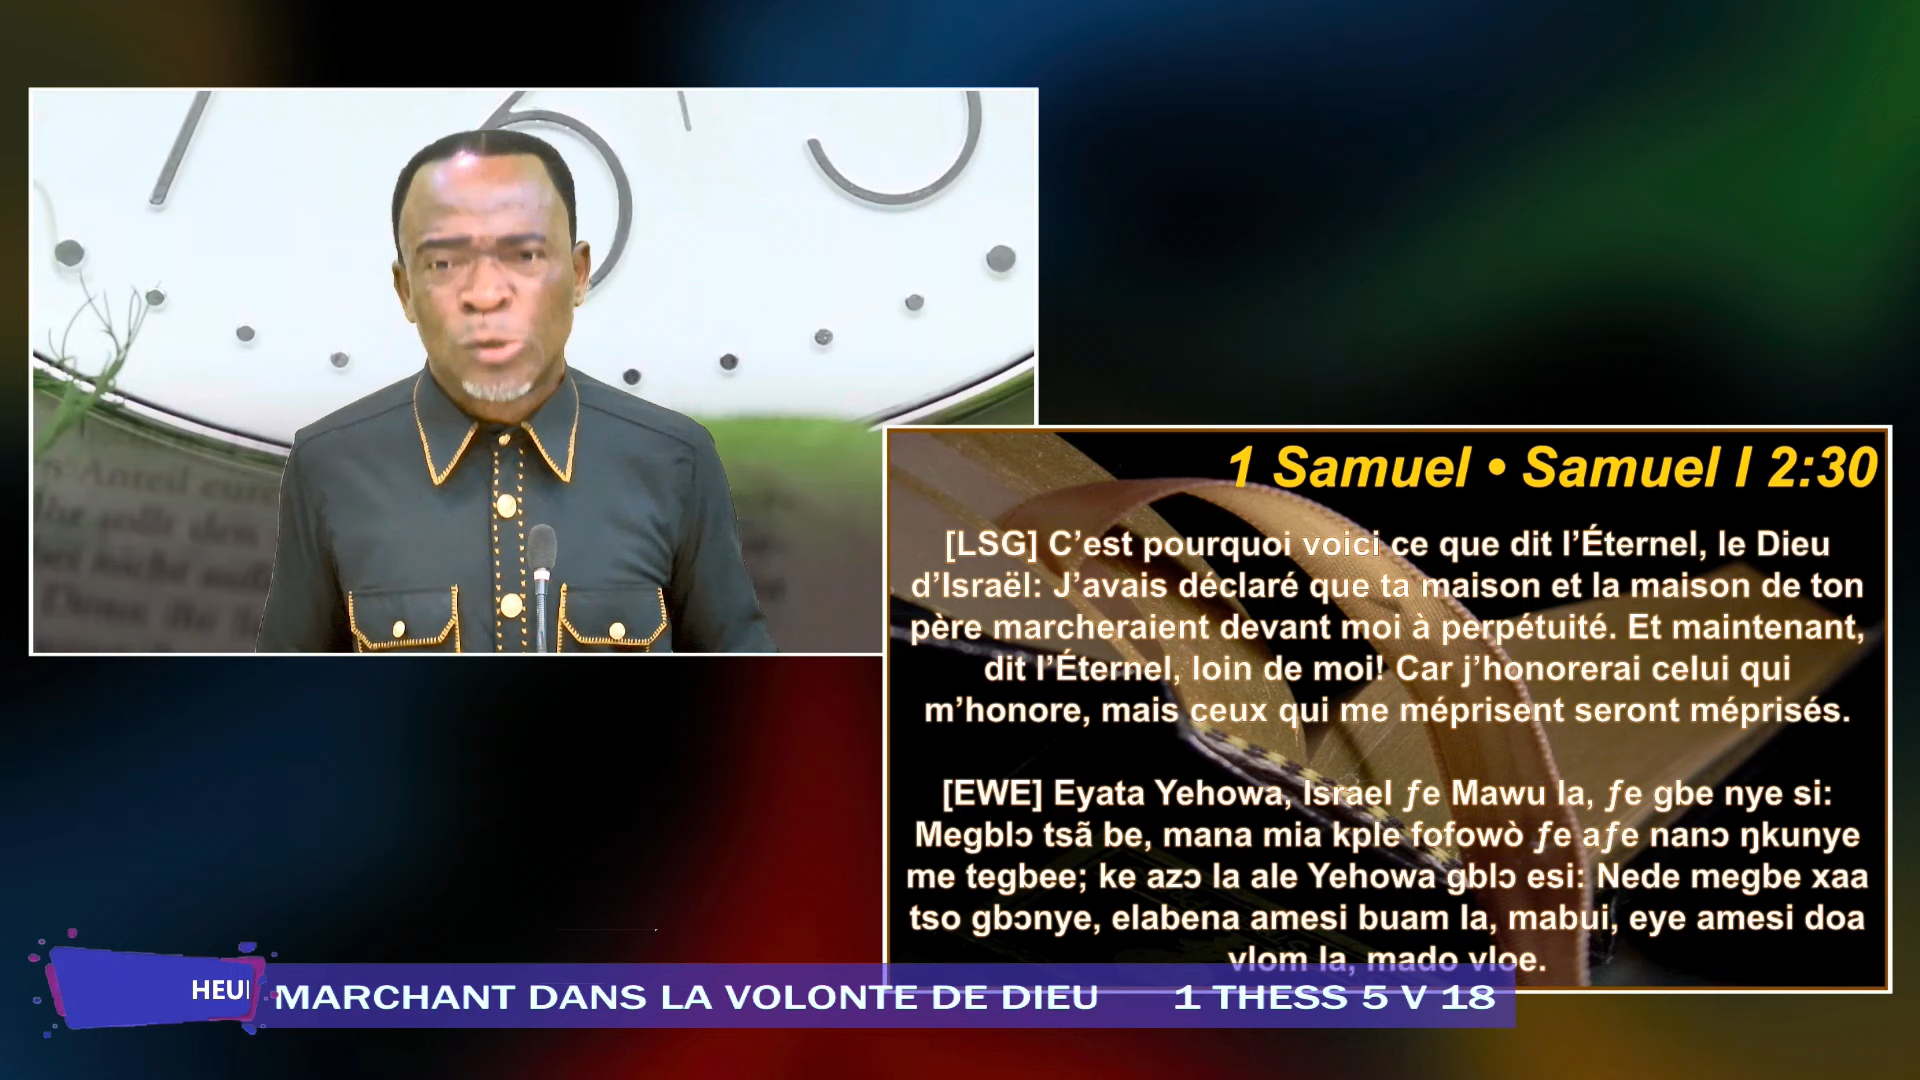 1 Samuel • Samuel I 2:30
[LSG] C’est pourquoi voici ce que dit l’Éternel, le Dieu
d’Israël: J’avais déclaré que ta maison et la maison de ton
père marcheraient devant moi à perpétuité. Et maintenant,
dit l’Éternel, loin de moi! Car j’honorerai celui qui
m’honore, mais ceux qui me méprisent seront méprisés.
[EWE] Eyata Yehowa, Israel ƒe Mawu la, ƒe gbe nye si:
Megblɔ tsã be, mana mia kple fofowò ƒe aƒe nanɔ ŋkunye
me tegbee; ke azɔ la ale Yehowa gblɔ esi: Nede megbe xaa
tso gbɔnye, elabena amesi buam la, mabui, eye amesi doa
vlom la, mado vloe.
HEU
MARCHANT DANS LA VOLONTE DE DIEU 1 THESS 5 V 18